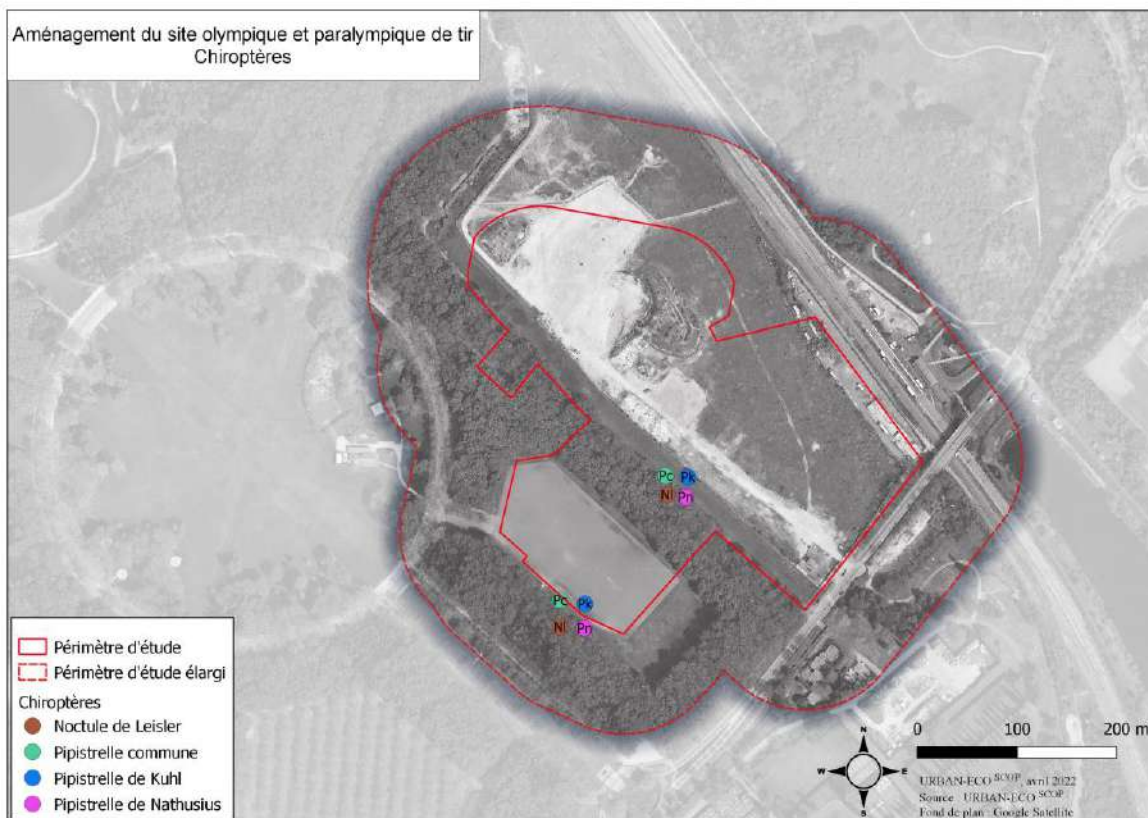 Aménagement du site olympique et paralympique de tir
Chiroptères
Pc Pk
Nl Pn
Pc Pk
Nl Pn
Périmètre d'étude
Périmètre d'étude élargi
Chiroptères
Noctule de Leisler
Pipistrelle commune
Pipistrelle de Kuhl
Pipistrelle de Nathusius
N
W E
S
0 100 200 m
URBAN-ECO SCOP, avril 2022
Source : URBAN-ECO SCOP
Fond de plan : Google Satellite